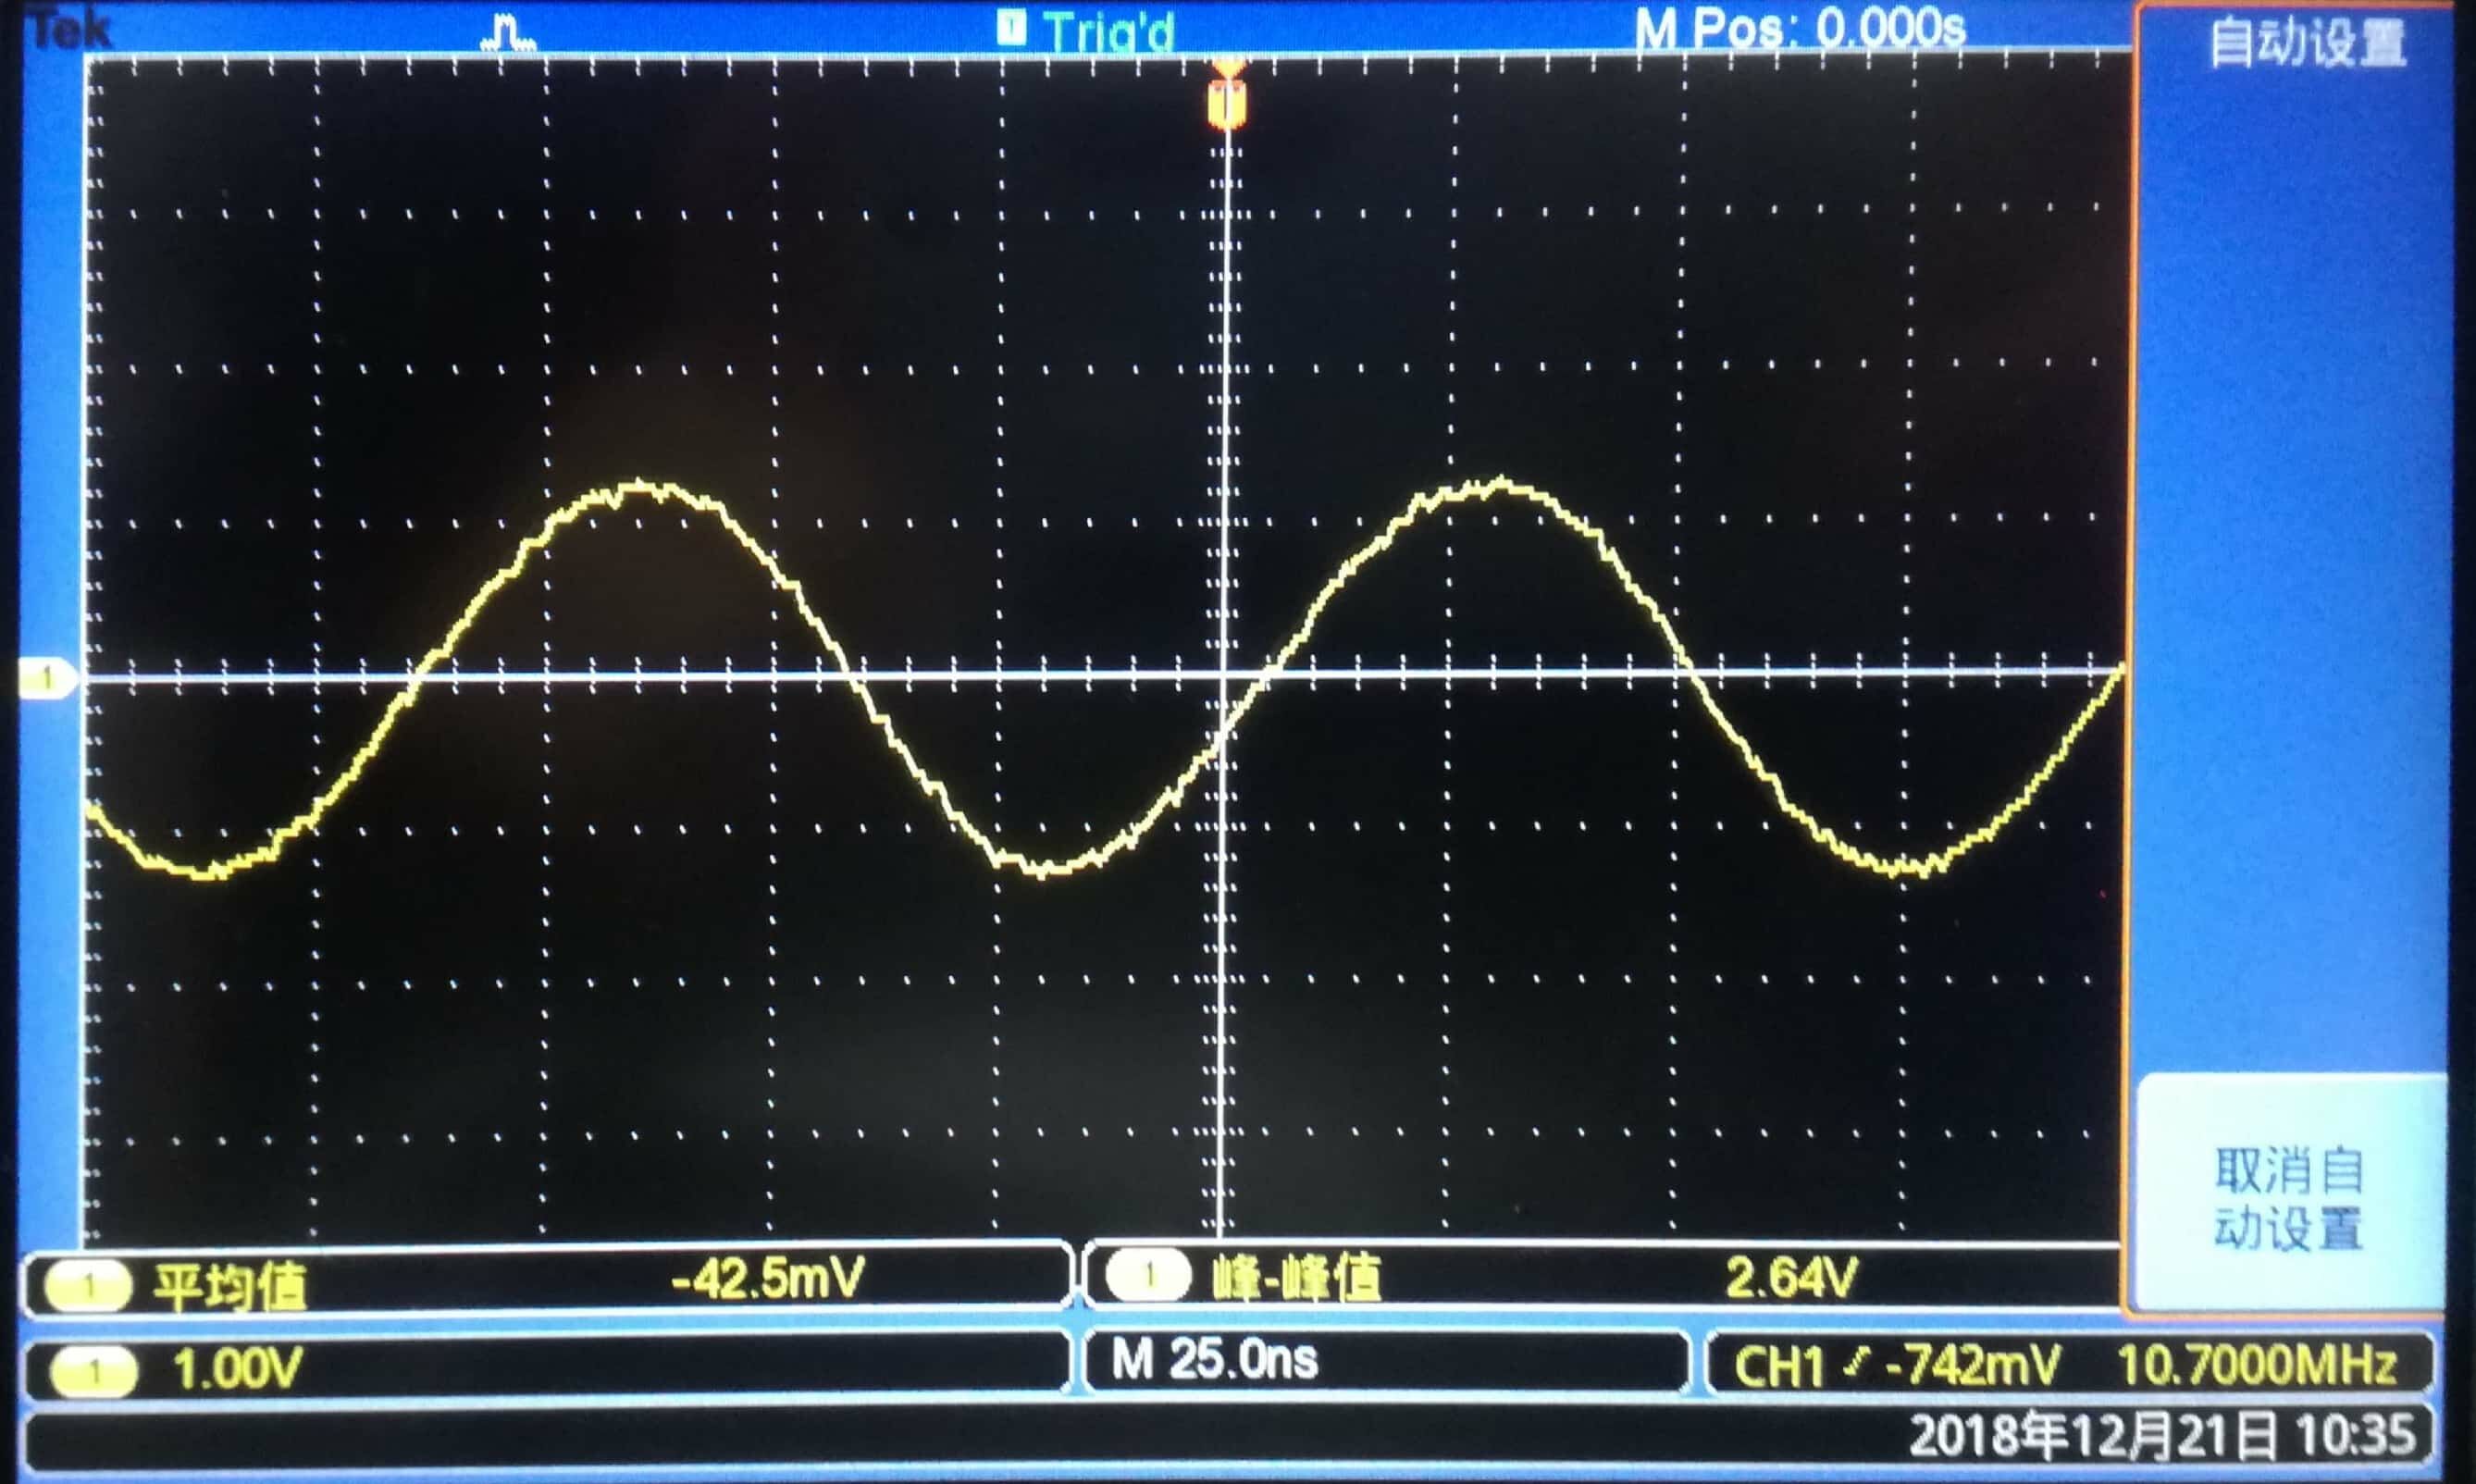 Tek
T Trig'd
M Pos: 0.000s
自动设置
T
1
取消自
动设置
1 平均值 -42.5mV
1 峰-峰值 2.64V
1 1.00V
M 25.0ns
CH1 -742mV 10.7000MHz
2018年12月21日 10:35